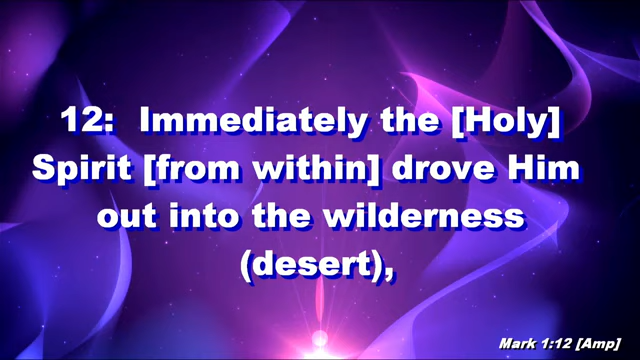 12:  Immediately the [Holy]
Spirit [from within] drove Him
out into the wilderness
(desert),
Mark 1:12 [Amp]